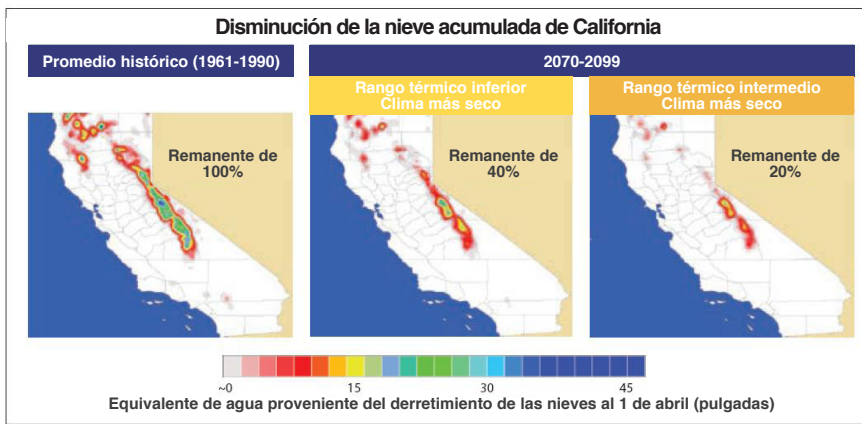 Disminución de la nieve acumulada de California
Promedio histórico (1961-1990)
2070-2099
Rango térmico inferior
Clima más seco
Rango térmico intermedio
Clima más seco
Remanente de
100%
Remanente de
40%
Remanente de
20%
~0 15 30 45
Equivalente de agua proveniente del derretimiento de las nieves al 1 de abril (pulgadas)